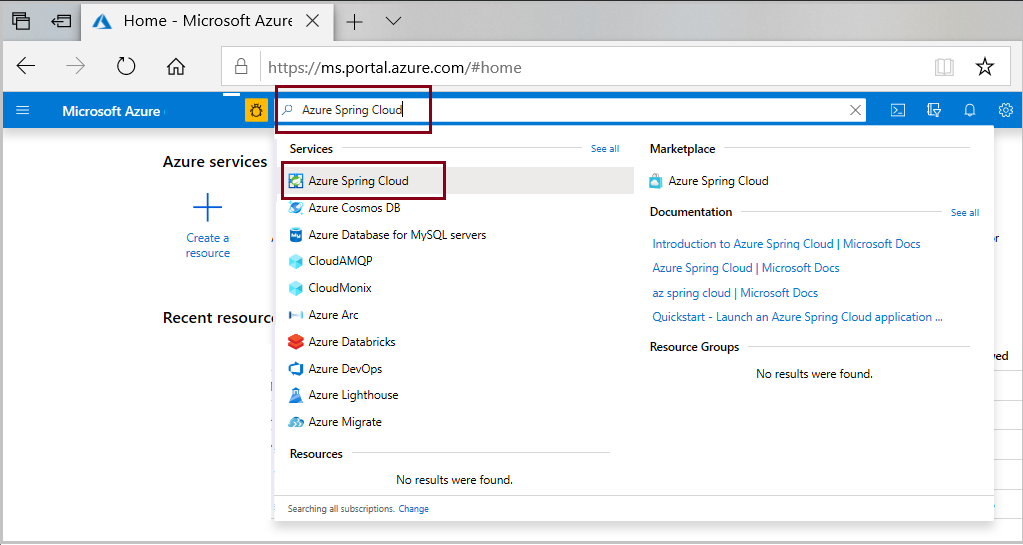 Home - Microsoft Azure
https://ms.portal.azure.com/#home
Microsoft Azure
Azure Spring Cloud
Azure services
Create a
resource
Recent resourc
Services
See all
Azure Spring Cloud
Azure Cosmos DB
Azure Database for MySQL servers
CloudAMQP
CloudMonix
Azure Arc
Azure Databricks
Azure DevOps
Azure Lighthouse
Azure Migrate
Resources
No results were found.
Searching all subscriptions. Change
Marketplace
Azure Spring Cloud
Documentation
See all
Introduction to Azure Spring Cloud | Microsoft Docs
Azure Spring Cloud | Microsoft Docs
az spring cloud | Microsoft Docs
Quickstart - Launch an Azure Spring Cloud application ...
Resource Groups
No results were found.
or
wed